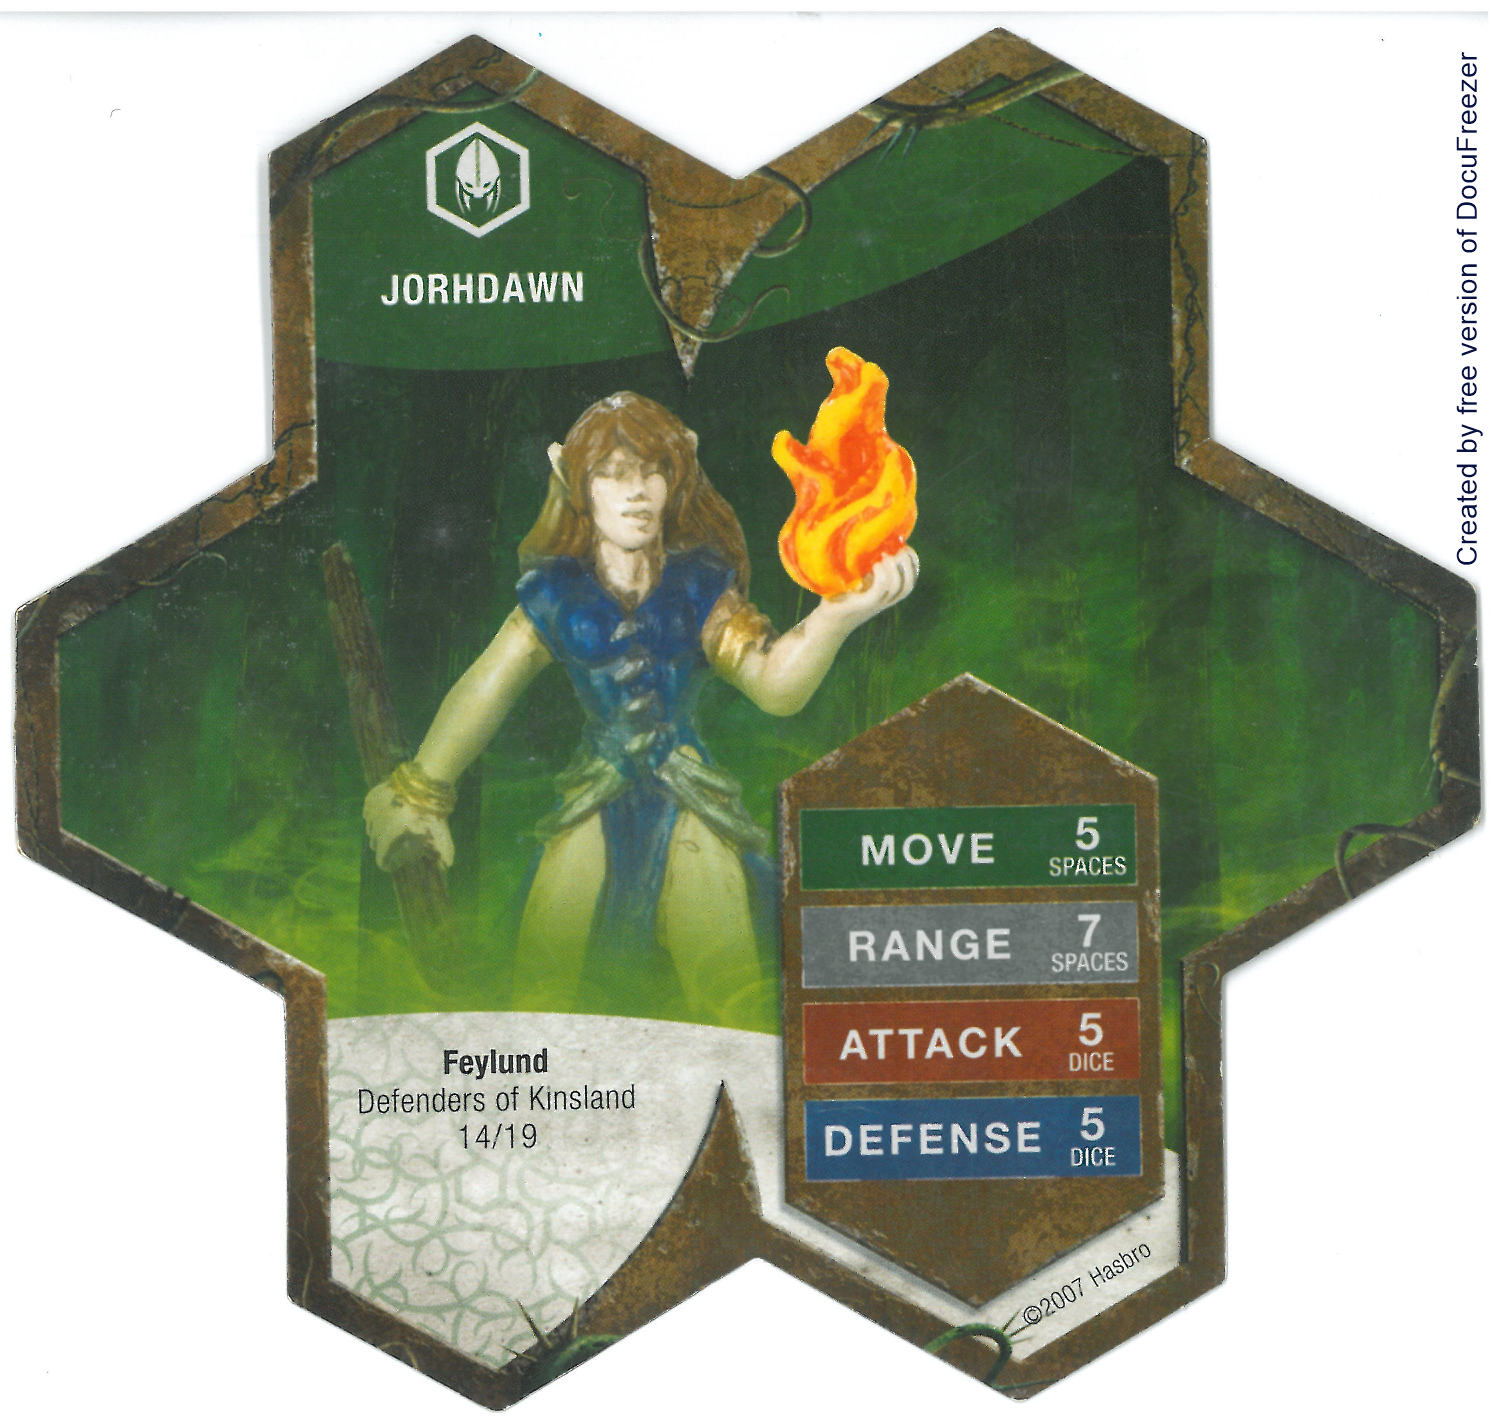 JORHDAWN
MOVE 5 SPACES
RANGE 7 SPACES
ATTACK 5 DICE
DEFENSE 5 DICE
Feylund
Defenders of Kinsland
14/19
©2007 Hasbro
Created by free version of DocuFreezer